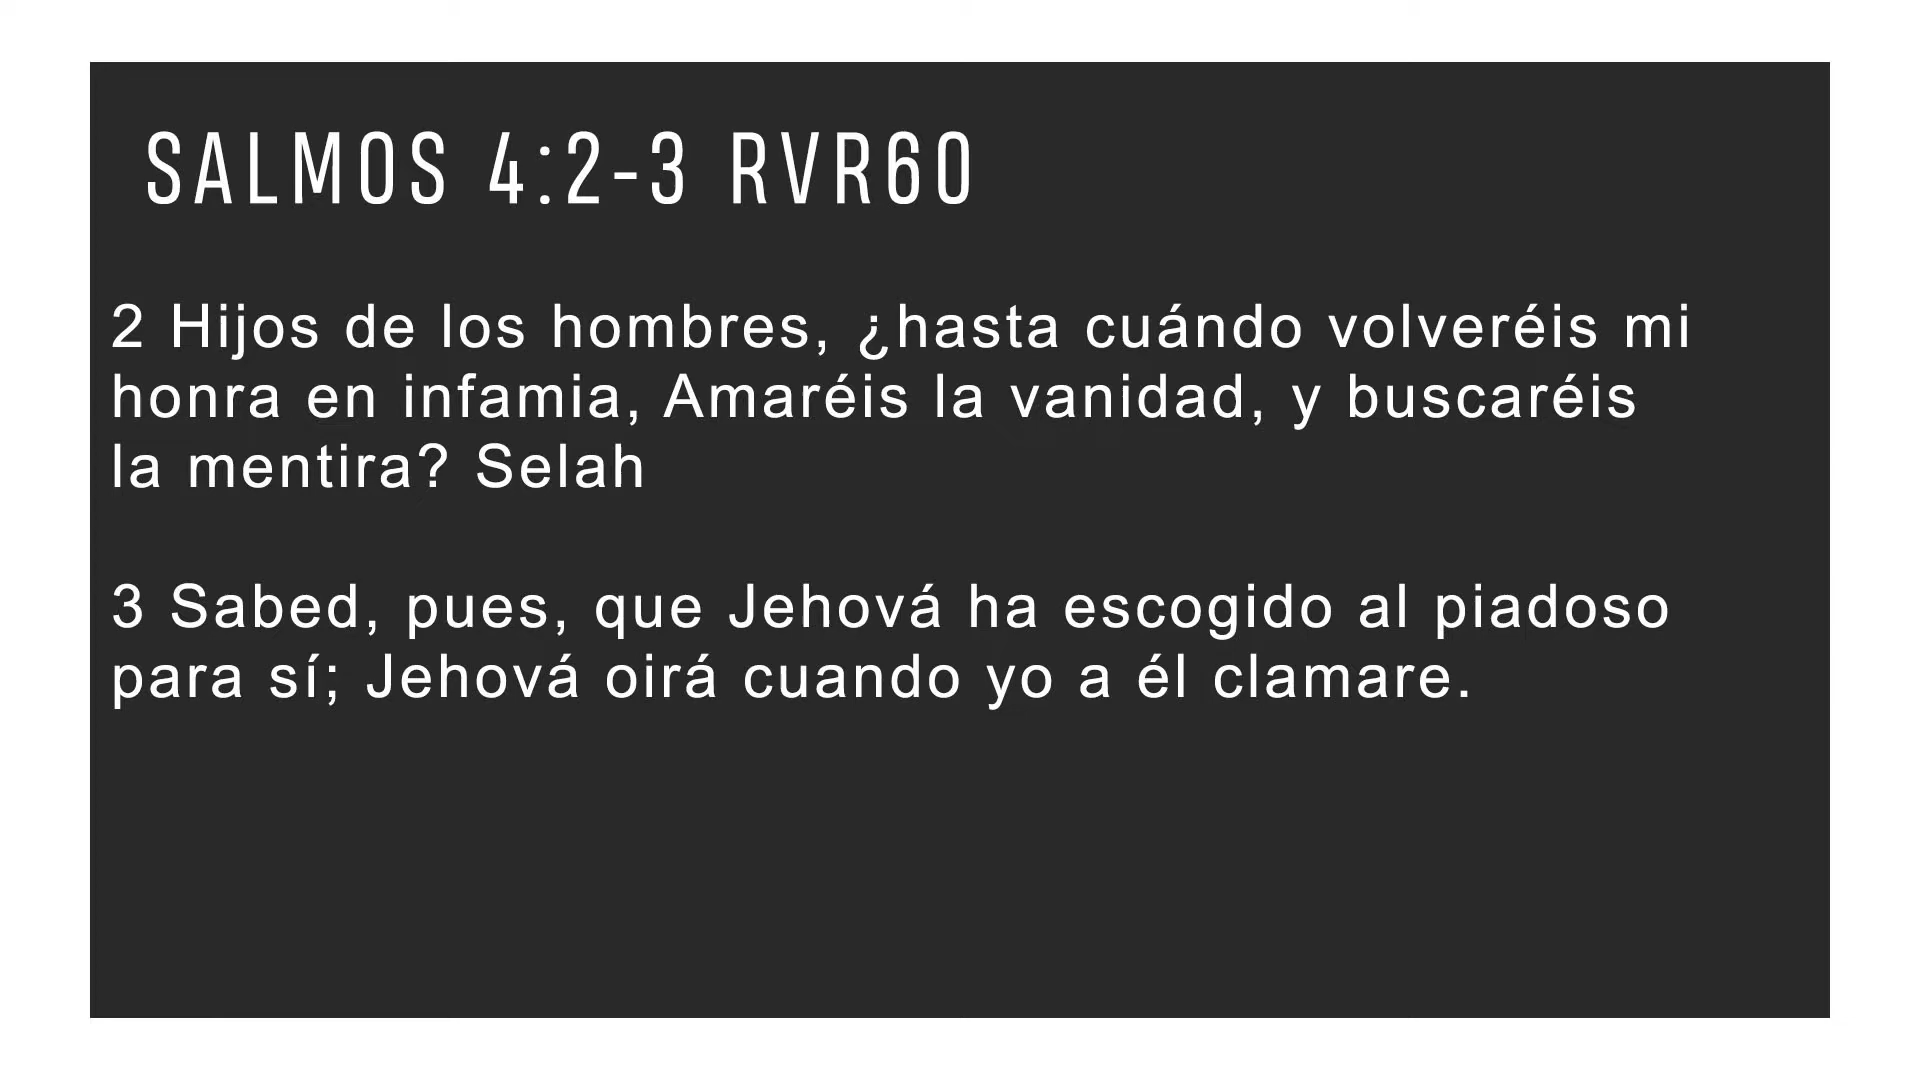 SALMOS 4:2-3 RVR60
2 Hijos de los hombres, ¿hasta cuándo volveréis mi
honra en infamia, Amaréis la vanidad, y buscaréis
la mentira? Selah
3 Sabed, pues, que Jehová ha escogido al piadoso
para sí; Jehová oirá cuando yo a él clamare.